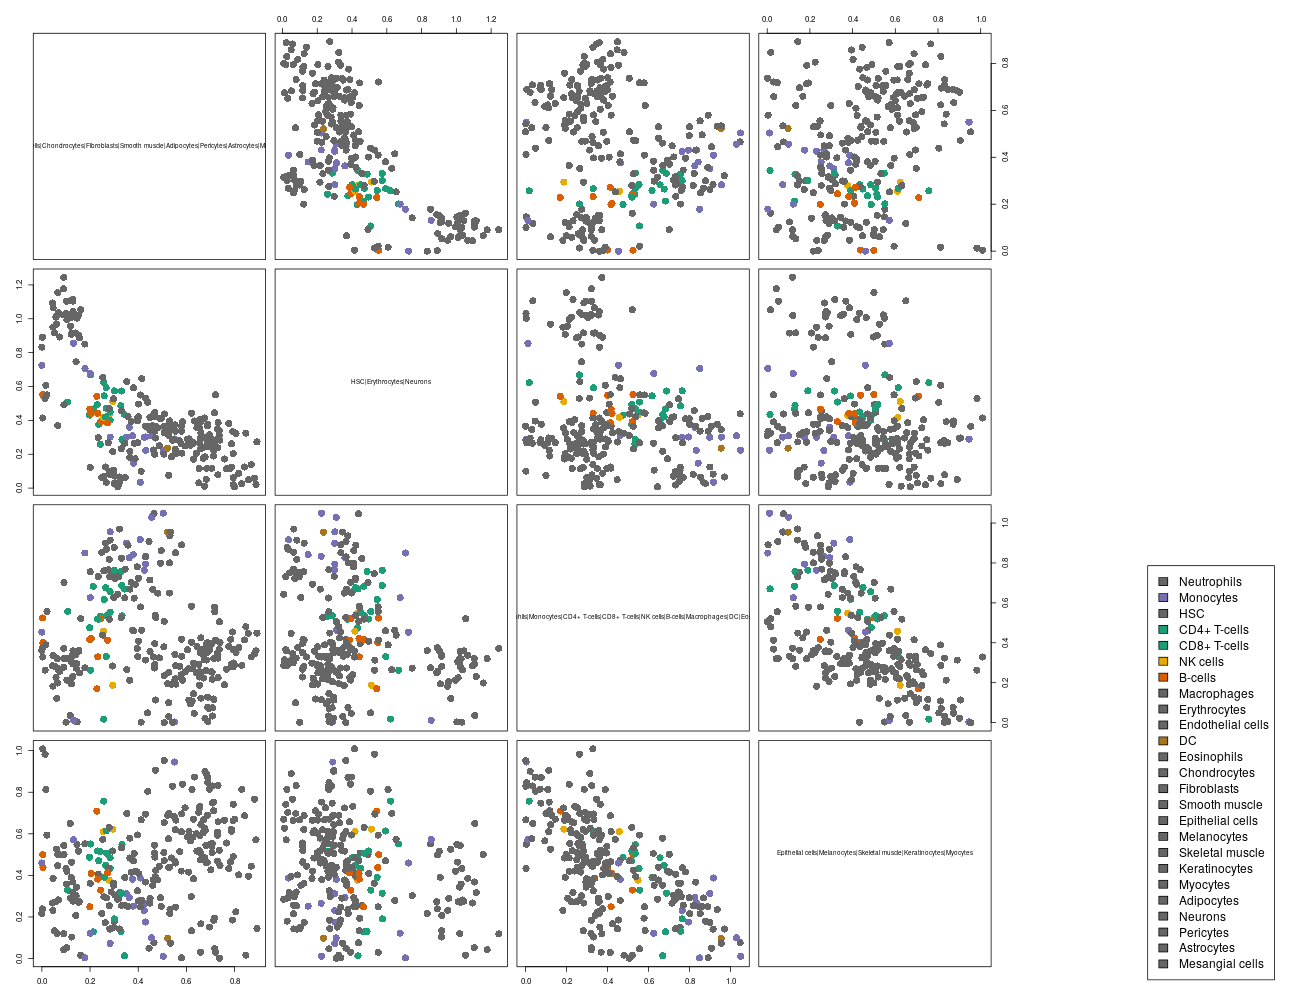 0.0 0.2 0.4 0.6 0.8 1.0 1.2
0.0 0.2 0.4 0.6 0.8 1.0
|Chondrocytes|Fibroblasts|Smooth muscle|Adipocytes|Pericytes|Astrocytes|M
0.0 0.2 0.4 0.6 0.8
0.0 0.2 0.4 0.6 0.8 1.0 1.2
HSC|Erythrocytes|Neurons
|Monocytes|CD4+ T-cells|CD8+ T-cells|NK cells|B-cells|Macrophages|DC|Eo
0.0 0.2 0.4 0.6 0.8 1.0
0.0 0.2 0.4 0.6 0.8 1.0
Epithelial cells|Melanocytes|Skeletal muscle|Keratinocytes|Myocytes
0.0 0.2 0.4 0.6 0.8
0.0 0.2 0.4 0.6 0.8 1.0
Neutrophils
Monocytes
HSC
CD4+ T-cells
CD8+ T-cells
NK cells
B-cells
Macrophages
Erythrocytes
Endothelial cells
DC
Eosinophils
Chondrocytes
Fibroblasts
Smooth muscle
Epithelial cells
Melanocytes
Skeletal muscle
Keratinocytes
Myocytes
Adipocytes
Neurons
Pericytes
Astrocytes
Mesangial cells